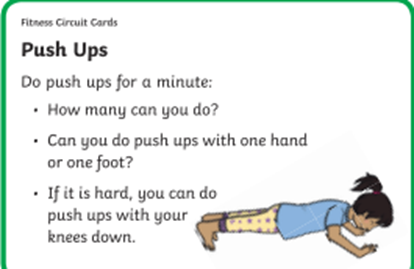 Fitness Circuit Cards
Push Ups
Do push ups for a minute:
• How many can you do?
• Can you do push ups with one hand
or one foot?
• If it is hard, you can do
push ups with your
knees down.